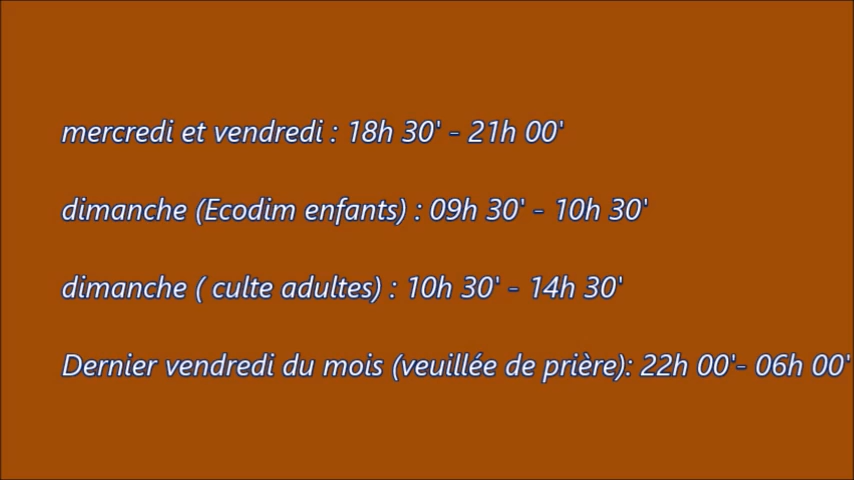 mercredi et vendredi : 18h 30' - 21h 00'
dimanche (Ecodim enfants) : 09h 30' - 10h 30'
dimanche ( culte adultes) : 10h 30' - 14h 30'
Dernier vendredi du mois (veuillée de prière): 22h 00'- 06h 00'